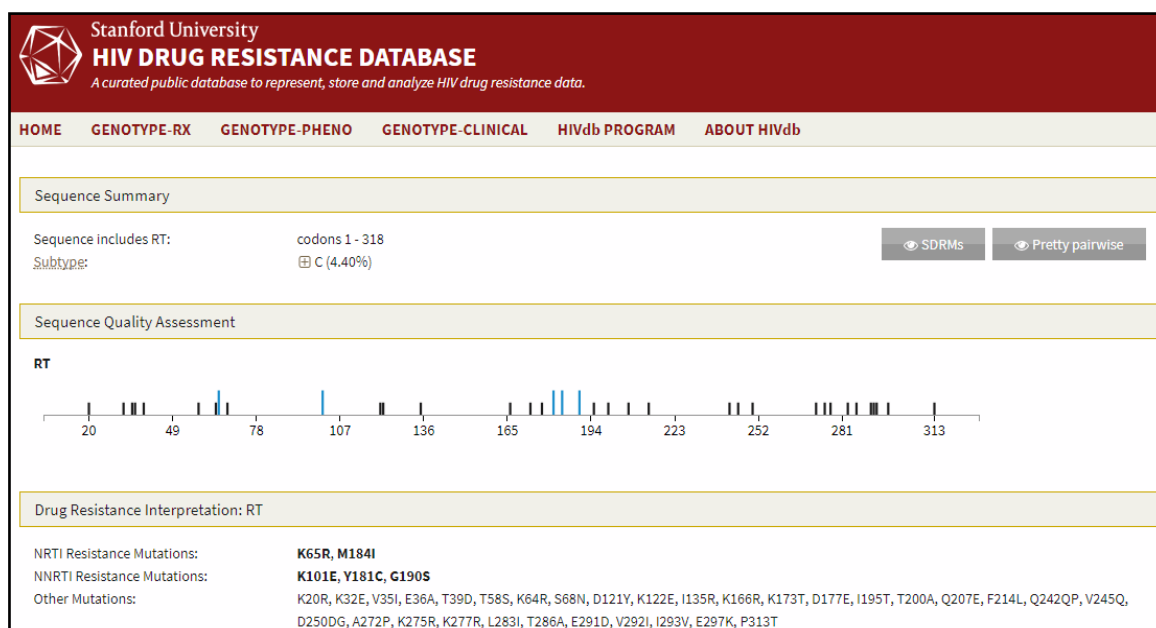 Stanford University
HIV DRUG RESISTANCE DATABASE
A curated public database to represent, store and analyze HIV drug resistance data.
HOME GENOTYPE-RX GENOTYPE-PHENO GENOTYPE-CLINICAL HIVdb PROGRAM ABOUT HIVdb
Sequence Summary
Sequence includes RT: codons 1 - 318 SDRMs Pretty pairwise
Subtype: C (4.40%)
Sequence Quality Assessment
RT
20 49 78 107 136 165 194 223 252 281 313
Drug Resistance Interpretation: RT
NRTI Resistance Mutations: K65R, M184I
NNRTI Resistance Mutations: K101E, Y181C, G190S
Other Mutations: K20R, K32E, V35I, E36A, T39D, T58S, K64R, S68N, D121Y, K122E, I135R, K166R, K173T, D177E, I195T, T200A, Q207E, F214L, Q242QP, V245Q,
D250DG, A272P, K275R, K277R, L283I, T286A, E291D, V292I, I293V, E297K, P313T